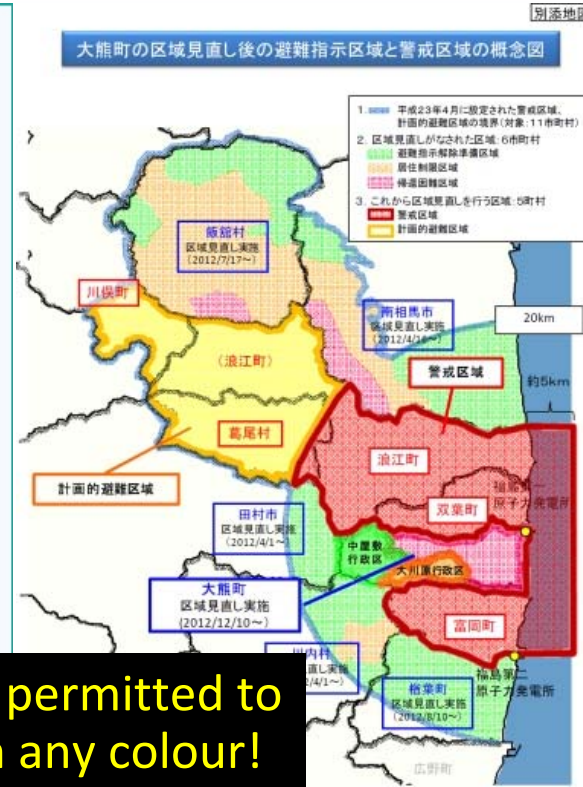 別添地図
大熊町の区域見直し後の避難指示区域と警戒区域の概念図
1. 平成23年4月に設定された警戒区域、
計画的避難区域の境界(対象:11市町村)
2. 区域見直しがなされた区域:6市町村
避難指示解除準備区域
居住制限区域
帰還困難区域
3. これから区域見直しを行う区域:5町村
警戒区域
計画的避難区域
飯舘村
区域見直し実施
(2012/7/17～)
川俣町
南相馬市
区域見直し実施
(2012/4/16～)
20km
(浪江町)
警戒区域
約5km
葛尾村
浪江町
計画的避難区域
福島第一
原子力発電所
双葉町
田村市
区域見直し実施
(2012/4/1～)
中屋敷
行政区
大川原行政区
大熊町
区域見直し実施
(2012/12/10～)
富岡町
川内村
直し実施
/4/1～)
福島第二
原子力発電所
楢葉町
区域見直し実施
(2012/8/10～)
広野町
permitted to
any colour!